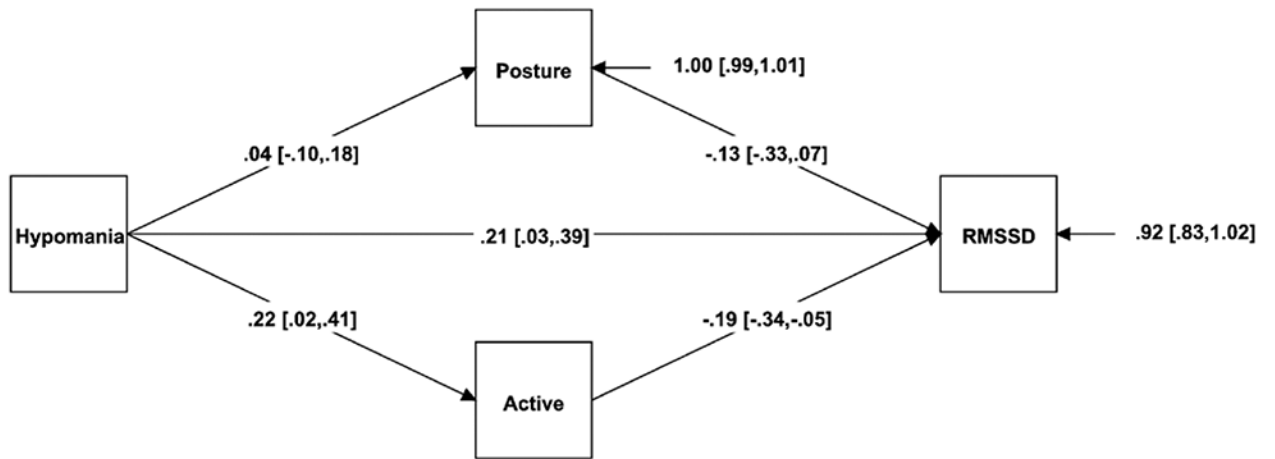 Posture
1.00 [.99,1.01]
.04 [-.10,.18]
-.13 [-.33,.07]
Hypomania
.21 [.03,.39]
RMSSD
.92 [.83,1.02]
.22 [.02,.41]
-.19 [-.34,-.05]
Active